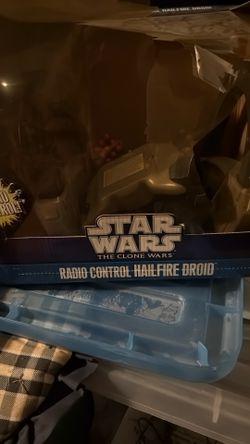 STAR
WARS
THE CLONE WARS
RADIO CONTROL HAILFIRE DROID